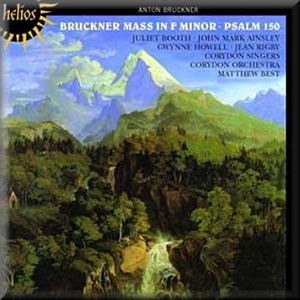 helios
ANTON BRUCKNER
BRUCKNER MASS IN F MINOR · PSALM 150
JULIET BOOTH · JOHN MARK AINSLEY
GWYNNE HOWELL · JEAN RIGBY
CORYDON SINGERS
CORYDON ORCHESTRA
MATTHEW BEST